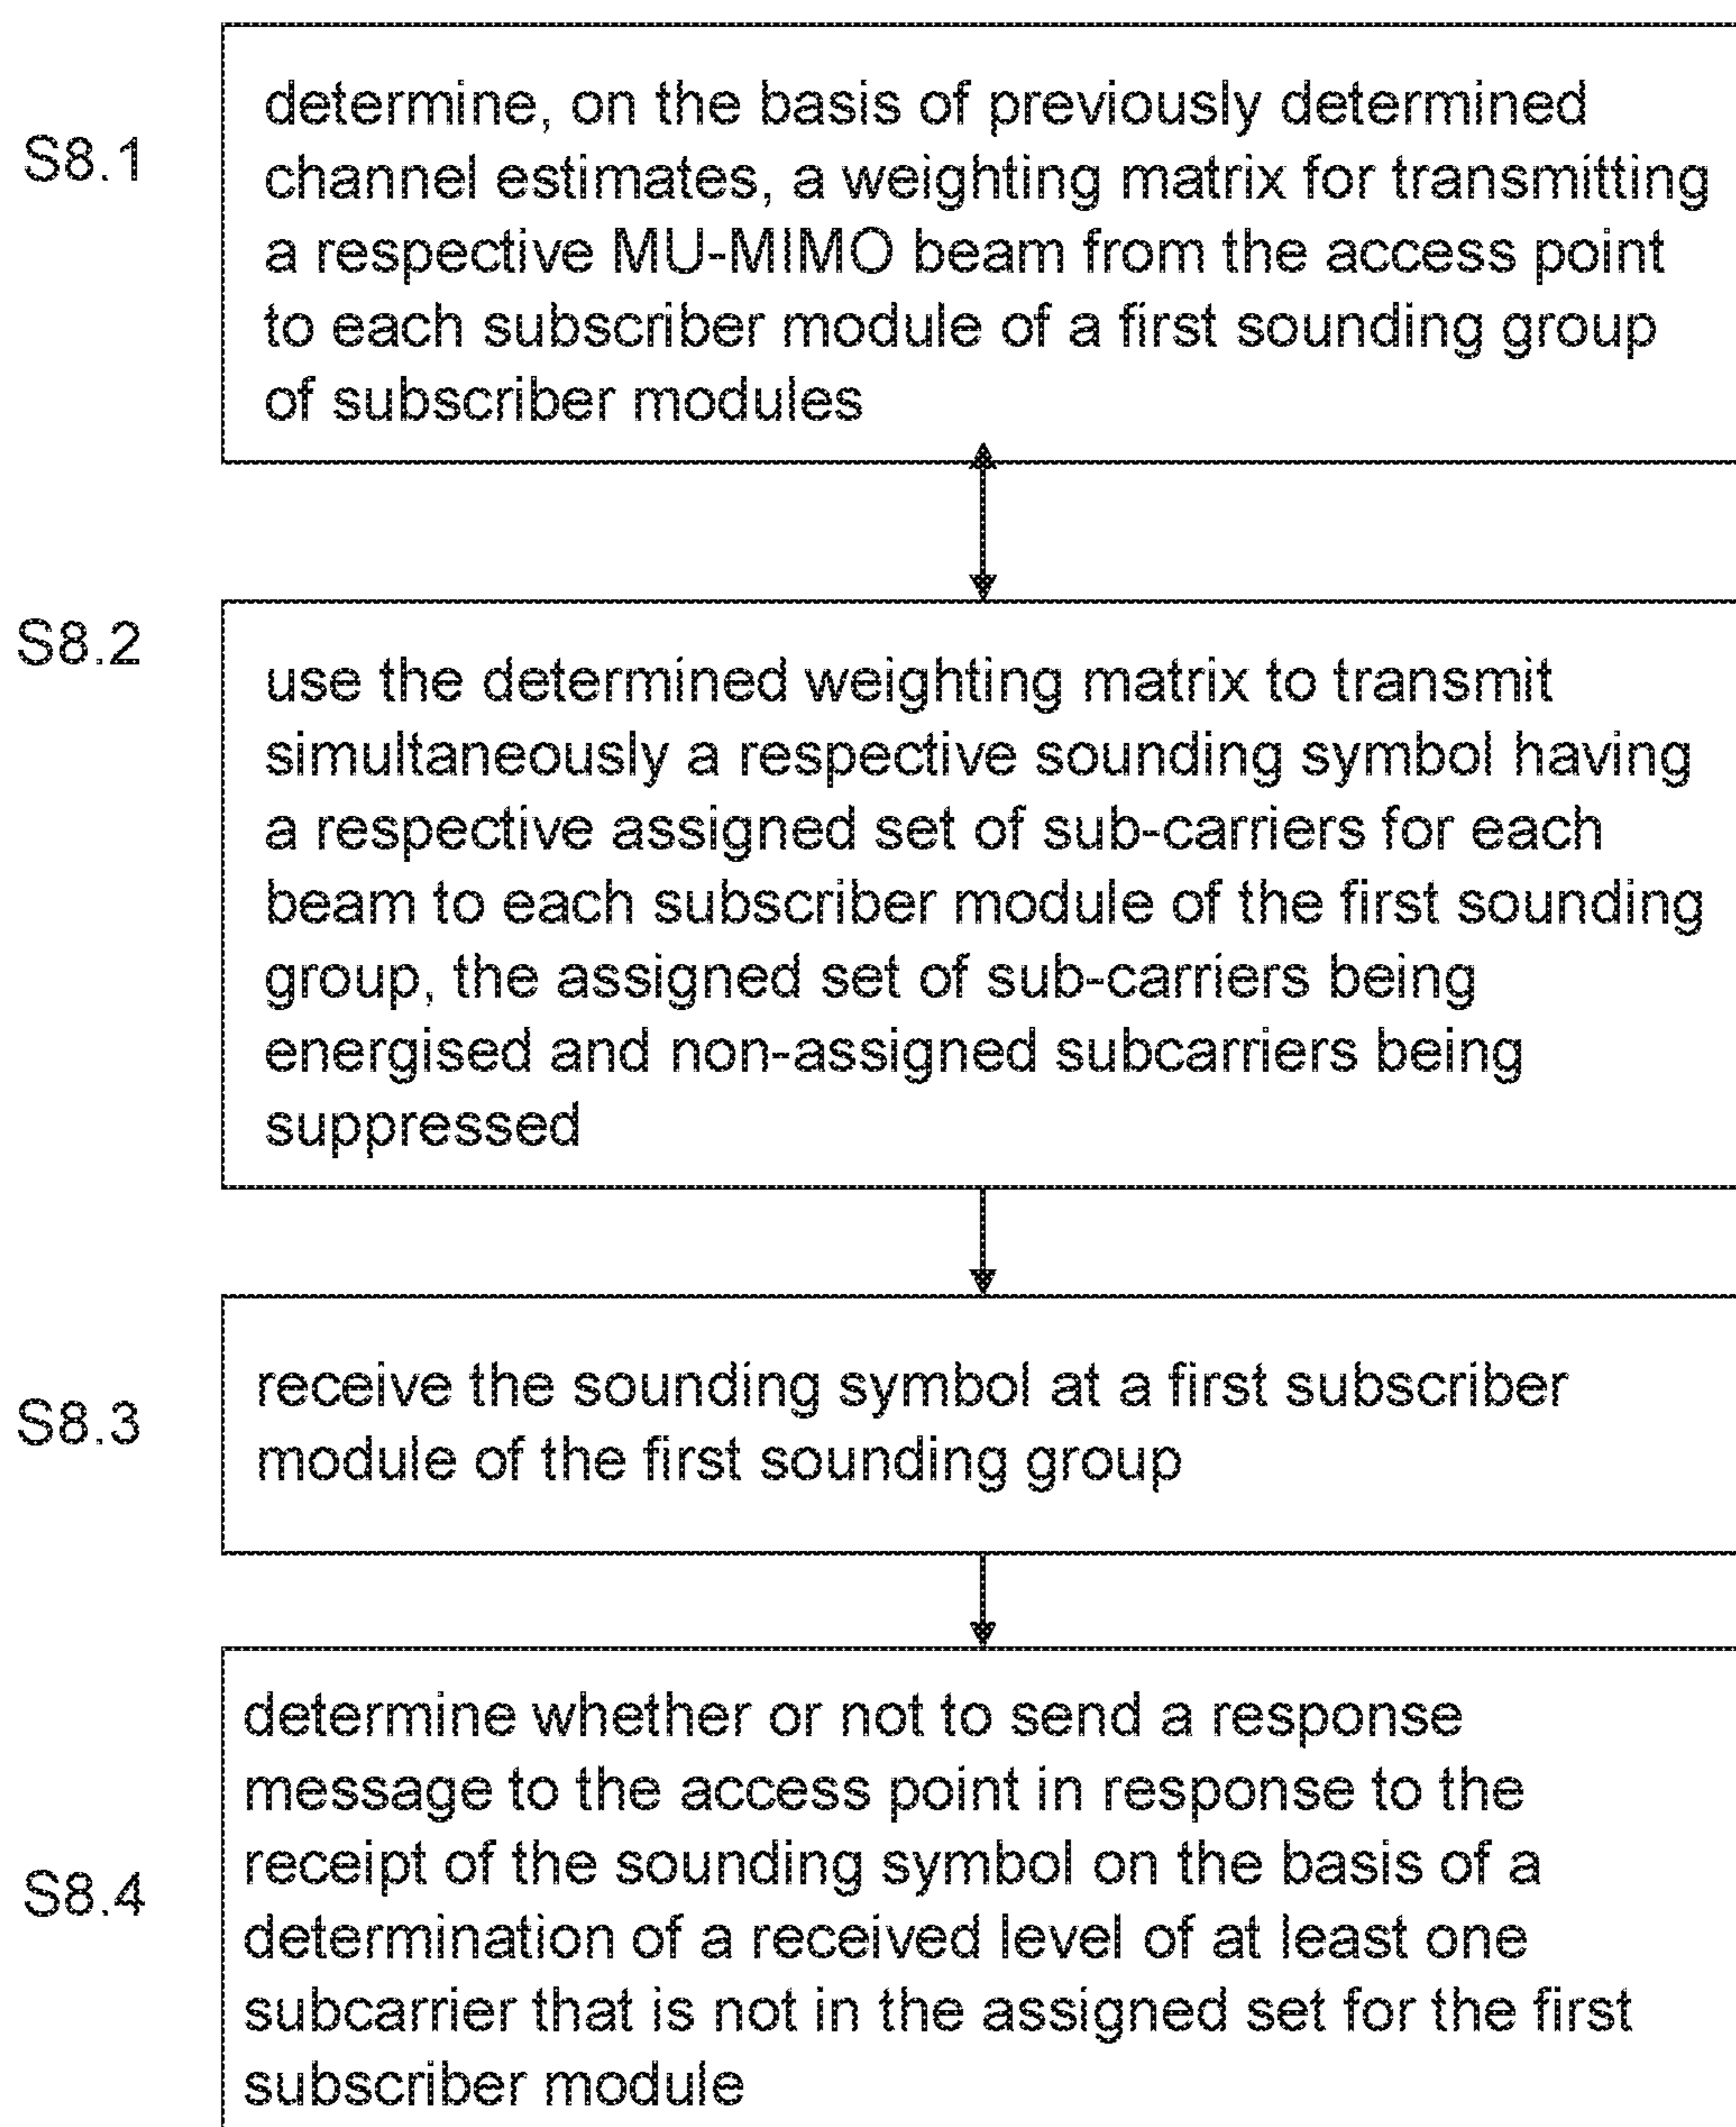 S8.1
determine, on the basis of previously determined
channel estimates, a weighting matrix for transmitting
a respective MU-MIMO beam from the access point
to each subscriber module of a first sounding group
of subscriber modules
S8.2
use the determined weighting matrix to transmit
simultaneously a respective sounding symbol having
a respective assigned set of sub-carriers for each
beam to each subscriber module of the first sounding
group, the assigned set of sub-carriers being
energised and non-assigned subcarriers being
suppressed
S8.3
receive the sounding symbol at a first subscriber
module of the first sounding group
S8.4
determine whether or not to send a response
message to the access point in response to the
receipt of the sounding symbol on the basis of a
determination of a received level of at least one
subcarrier that is not in the assigned set for the first
subscriber module